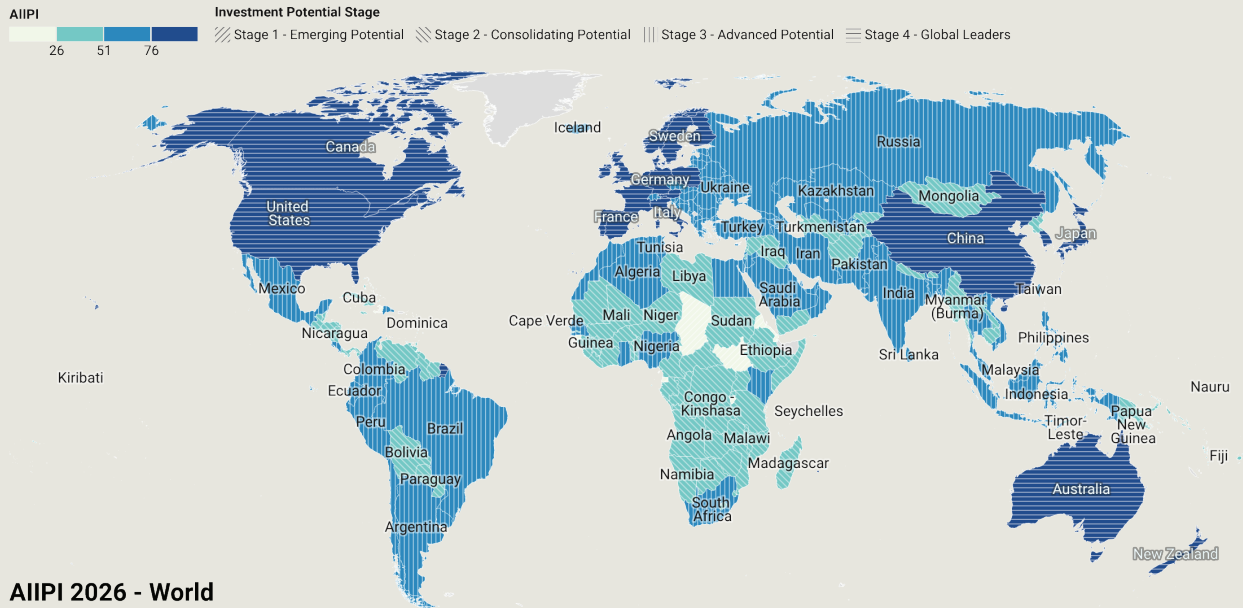 AIIPI
26 51 76
Investment Potential Stage
Stage 1 - Emerging Potential Stage 2 - Consolidating Potential Stage 3 - Advanced Potential Stage 4 - Global Leaders
Iceland
Sweden
Russia
Canada
Germany
Ukraine
Kazakhstan
Mongolia
United
States
France
Italy
Turkey
Turkmenistan
China
Japan
Tunisia
Algeria
Libya
Iraq
Iran
Pakistan
Mexico
Cuba
Saudi
Arabia
India
Myanmar
(Burma)
Taiwan
Nicaragua
Dominica
Cape Verde
Mali
Niger
Sudan
Guinea
Nigeria
Ethiopia
Sri Lanka
Philippines
Kiribati
Colombia
Ecuador
Malaysia
Indonesia
Nauru
Peru
Brazil
Congo -
Kinshasa
Seychelles
Timor-
Leste
Papua
New
Guinea
Bolivia
Angola
Malawi
Fiji
Paraguay
Namibia
Madagascar
Argentina
South
Africa
Australia
New Zealand
AIIPI 2026 - World